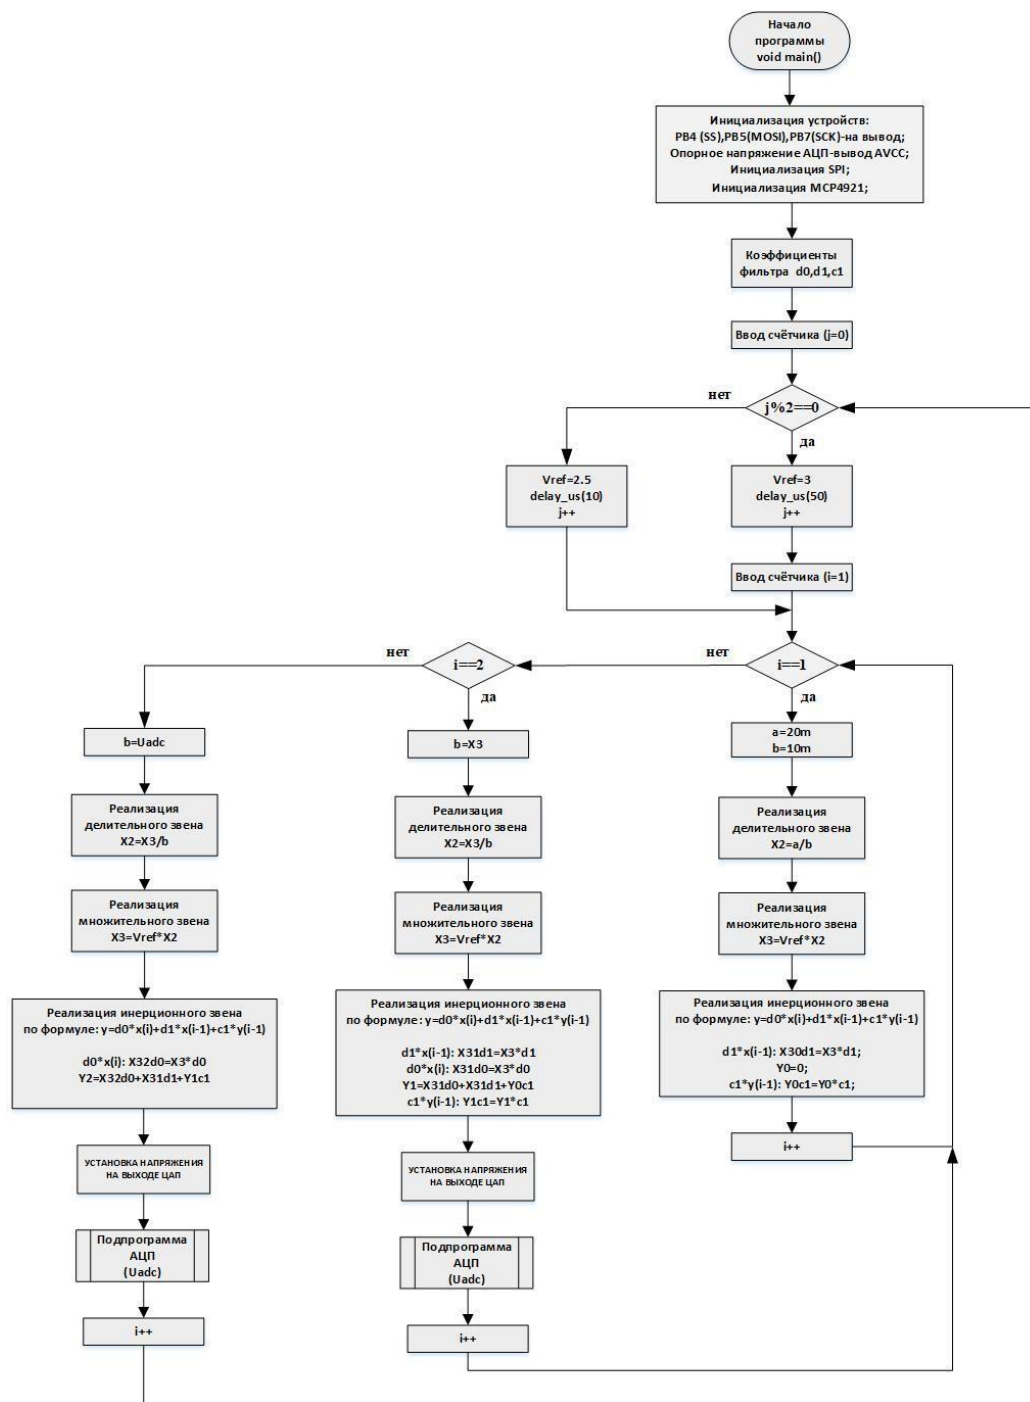 Начало
программы
void main()
Инициализация устройств:
PB4 (SS),PB5(MOSI),PB7(SCK)-на вывод;
Опорное напряжение АЦП-вывод AVCC;
Инициализация SPI;
Инициализация MCP4921;
Коэффициенты
фильтра d0,d1,c1
Ввод счётчика (j=0)
нет
j%2==0
да
Vref=2.5
delay_us(10)
j++
Vref=3
delay_us(50)
j++
Ввод счётчика (i=1)
нет
i==2
да
нет
i==1
да
b=Uadc
Реализация
делительного звена
X2=X3/b
Реализация
множительного звена
X3=Vref*X2
Реализация инерционного звена
по формуле: y=d0*x(i)+d1*x(i-1)+c1*y(i-1)
d0*x(i): X32d0=X3*d0
Y2=X32d0+X31d1+Y1c1
УСТАНОВКА НАПРЯЖЕНИЯ
НА ВЫХОДЕ ЦАП
Подпрограмма
АЦП
(Uadc)
i++
b=X3
Реализация
делительного звена
X2=X3/b
Реализация
множительного звена
X3=Vref*X2
Реализация инерционного звена
по формуле: y=d0*x(i)+d1*x(i-1)+c1*y(i-1)
d1*x(i-1): X31d1=X3*d1
d0*x(i): X31d0=X3*d0
Y1=X31d0+X31d1+Y0c1
c1*y(i-1): Y1c1=Y1*c1
УСТАНОВКА НАПРЯЖЕНИЯ
НА ВЫХОДЕ ЦАП
Подпрограмма
АЦП
(Uadc)
i++
a=20m
b=10m
Реализация
делительного звена
X2=a/b
Реализация
множительного звена
X3=Vref*X2
Реализация инерционного звена
по формуле: y=d0*x(i)+d1*x(i-1)+c1*y(i-1)
d1*x(i-1): X30d1=X3*d1;
Y0=0;
c1*y(i-1): Y0c1=Y0*c1;
i++